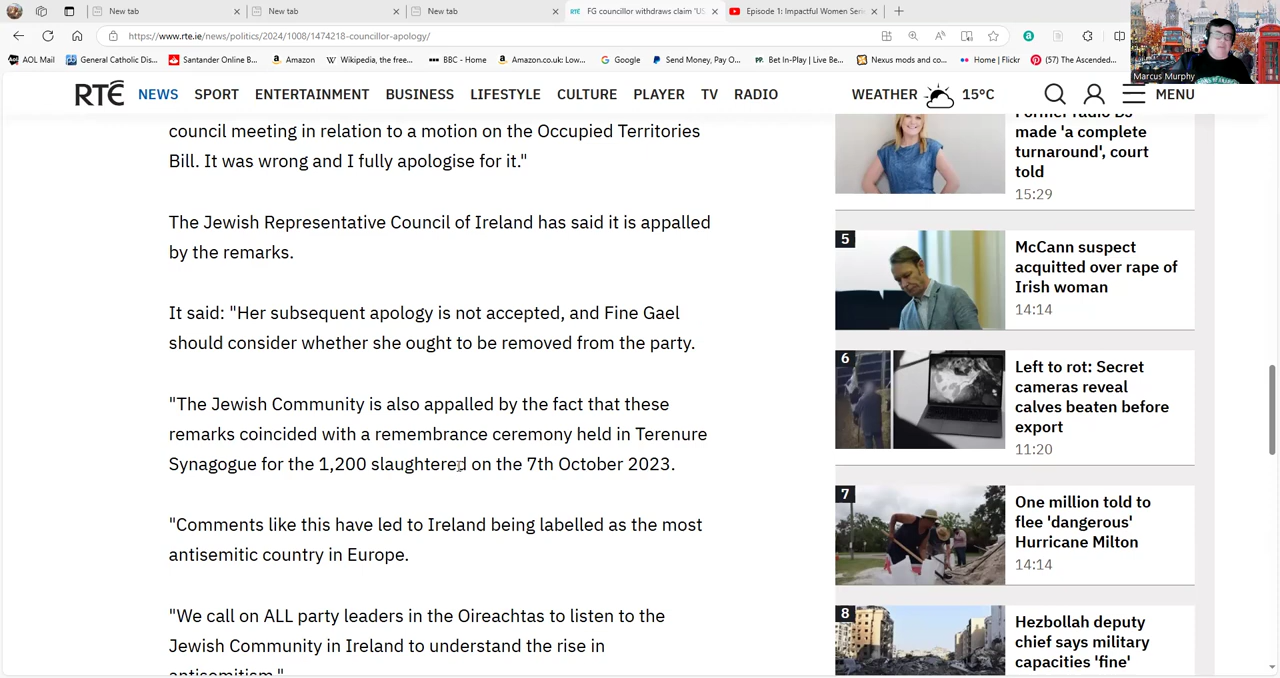 New tab
New tab
New tab
FG councillor withdraws claim 'US
Episode 1: Impactful Women Seri
https://www.rte.ie/news/politics/2024/1008/1474218-councillor-apology/
AOL Mail
General Catholic Dis...
Santander Online B...
Amazon
Wikipedia, the free...
BBC - Home
Amazon.co.uk: Low...
Google
Send Money, Pay O...
Bet In-Play | Live Be...
Nexus mods and co...
Home | Flickr
(57) The Ascended...
Marcus Murphy
RTÉ
NEWS
SPORT
ENTERTAINMENT
BUSINESS
LIFESTYLE
CULTURE
PLAYER
TV
RADIO
WEATHER
15°C
MENU
council meeting in relation to a motion on the Occupied Territories
Bill. It was wrong and I fully apologise for it."
The Jewish Representative Council of Ireland has said it is appalled
by the remarks.
It said: "Her subsequent apology is not accepted, and Fine Gael
should consider whether she ought to be removed from the party.
"The Jewish Community is also appalled by the fact that these
remarks coincided with a remembrance ceremony held in Terenure
Synagogue for the 1,200 slaughtered on the 7th October 2023.
"Comments like this have led to Ireland being labelled as the most
antisemitic country in Europe.
"We call on ALL party leaders in the Oireachtas to listen to the
Jewish Community in Ireland to understand the rise in
antisemitism."
Former radio DJ
made 'a complete
turnaround', court
told
15:29
5
McCann suspect
acquitted over rape of
Irish woman
14:14
6
Left to rot: Secret
cameras reveal
calves beaten before
export
11:20
7
One million told to
flee 'dangerous'
Hurricane Milton
14:14
8
Hezbollah deputy
chief says military
capacities 'fine'